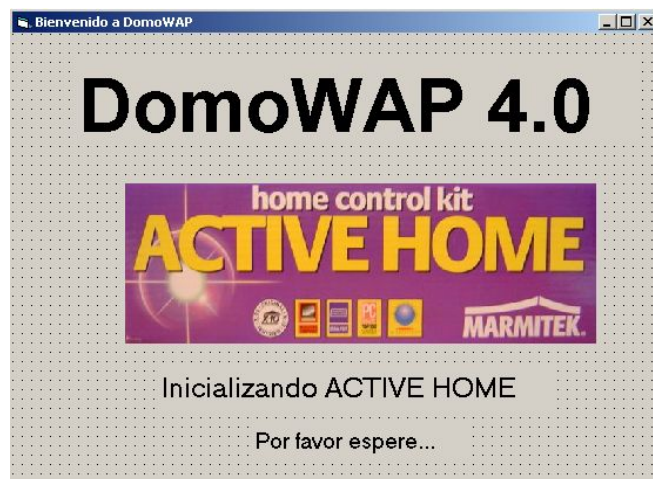 Bienvenido a DomoWAP
DomoWAP 4.0
home control kit
ACTIVE HOME
MARMITEK.
Inicializando ACTIVE HOME
Por favor espere...